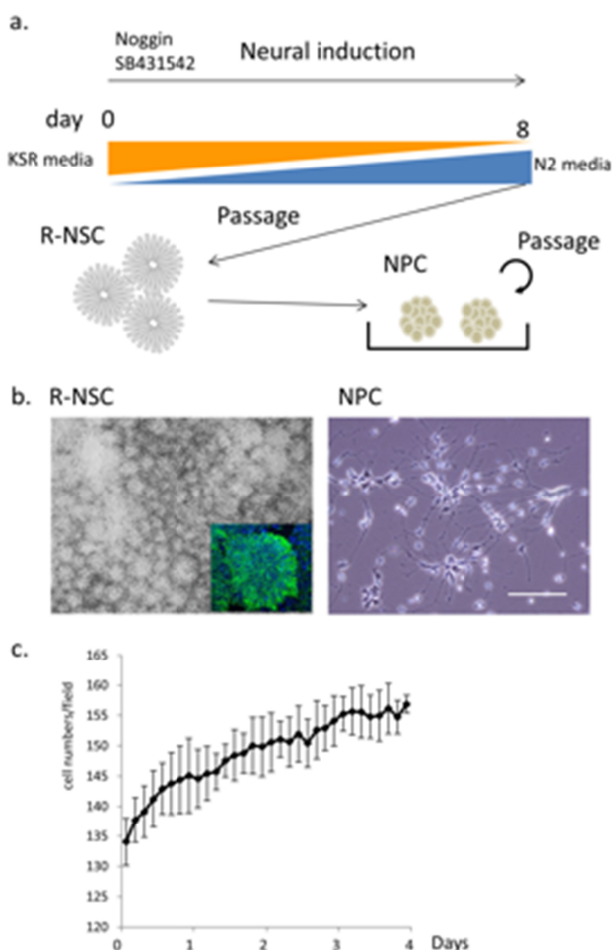 a.
Noggin
SB431542
Neural induction
day 0
8
KSR media
N2 media
Passage
R-NSC
Passage
NPC
b. R-NSC
NPC
c.
165
160
155
150
145
140
135
130
125
120
cell numbers/field
0 1 2 3 4 Days